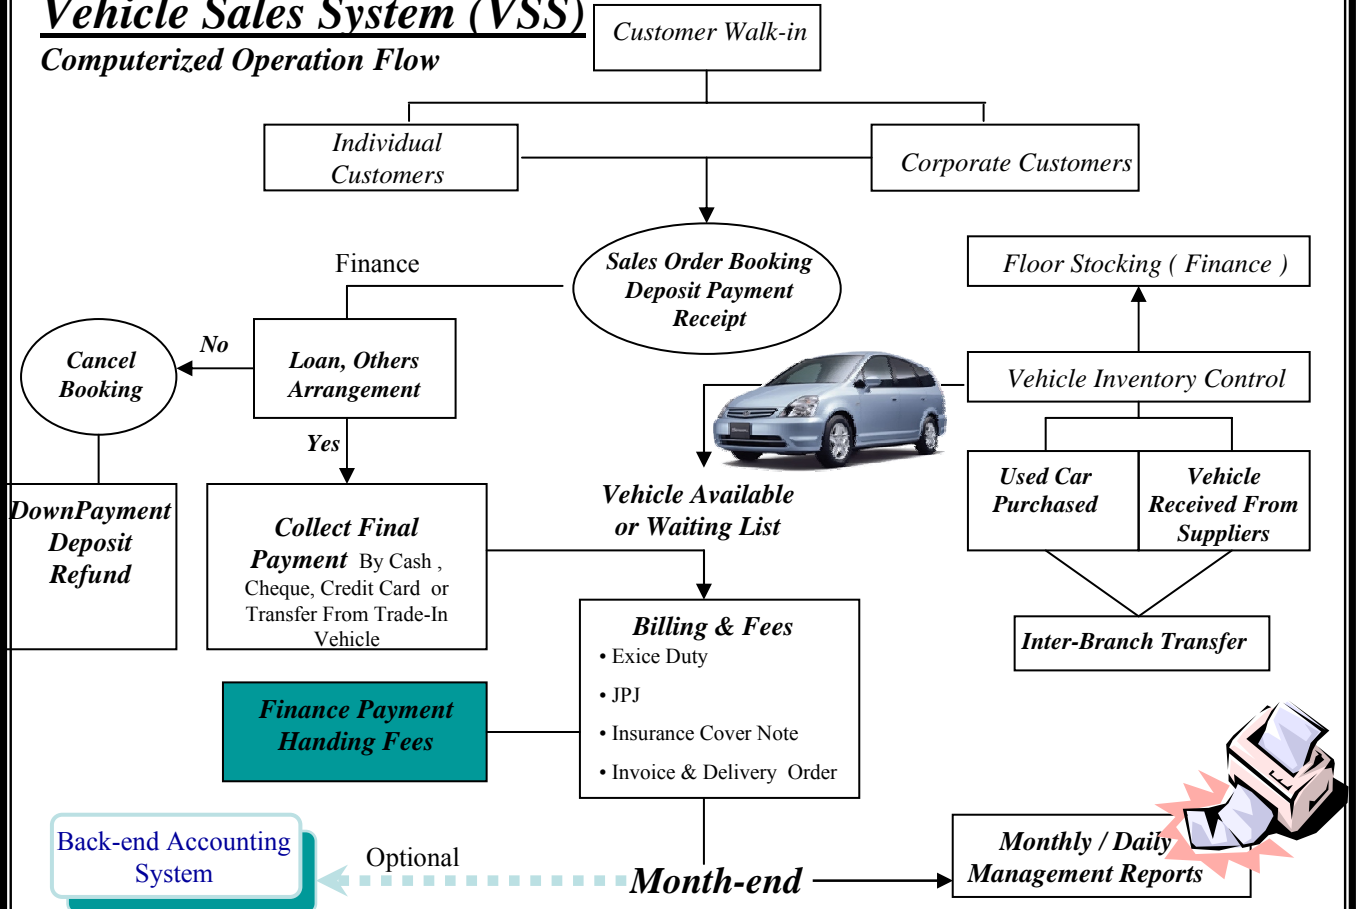 Vehicle Sales System (VSS)
Computerized Operation Flow
Customer Walk-in
Individual
Customers
Corporate Customers
Sales Order Booking
Deposit Payment
Receipt
Finance
Floor Stocking ( Finance )
No
Cancel
Booking
Loan, Others
Arrangement
Vehicle Inventory Control
Yes
Used Car
Purchased
Vehicle
Received From
Suppliers
Vehicle Available
or Waiting List
DownPayment
Deposit
Refund
Collect Final
Payment By Cash ,
Cheque, Credit Card or
Transfer From Trade-In
Vehicle
Billing & Fees
• Exice Duty
• JPJ
• Insurance Cover Note
• Invoice & Delivery Order
Inter-Branch Transfer
Finance Payment
Handing Fees
Back-end Accounting
System
Optional
Month-end
Monthly / Daily
Management Reports